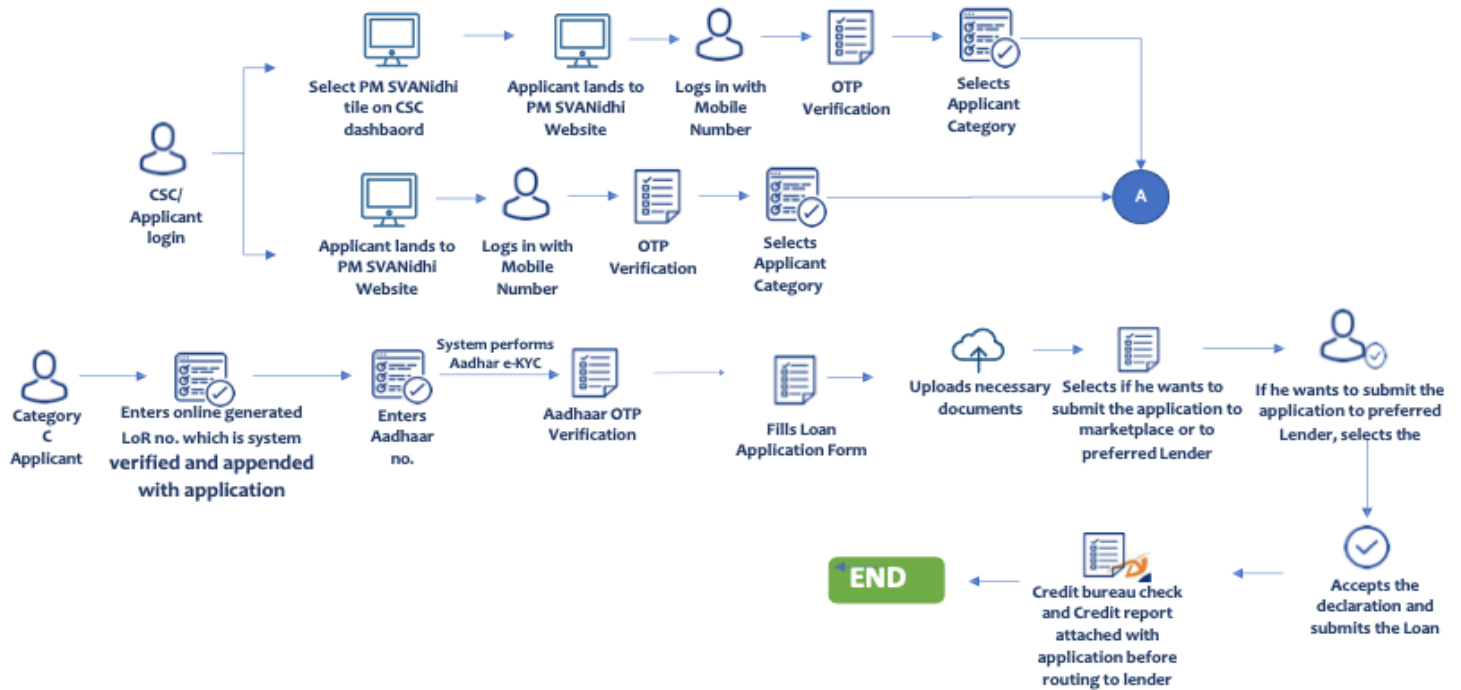 Select PM SVANidhi
tile on CSC
dashbaord
Applicant lands to
PM SVANidhi
Website
Logs in with
Mobile
Number
OTP
Verification
Selects
Applicant
Category
CSC/
Applicant
login
A
Applicant lands to
PM SVANidhi
Website
Logs in with
Mobile
Number
OTP
Verification
Selects
Applicant
Category
Category
C
Applicant
Enters online generated
LoR no. which is system
verified and appended
with application
Enters
Aadhaar
no.
System performs
Aadhar e-KYC
Aadhaar OTP
Verification
Fills Loan
Application Form
Uploads necessary
documents
Selects if he wants to
submit the application to
marketplace or to
preferred Lender
If he wants to submit the
application to preferred
Lender, selects the
Accepts the
declaration and
submits the Loan
Credit bureau check
and Credit report
attached with
application before
routing to lender
END